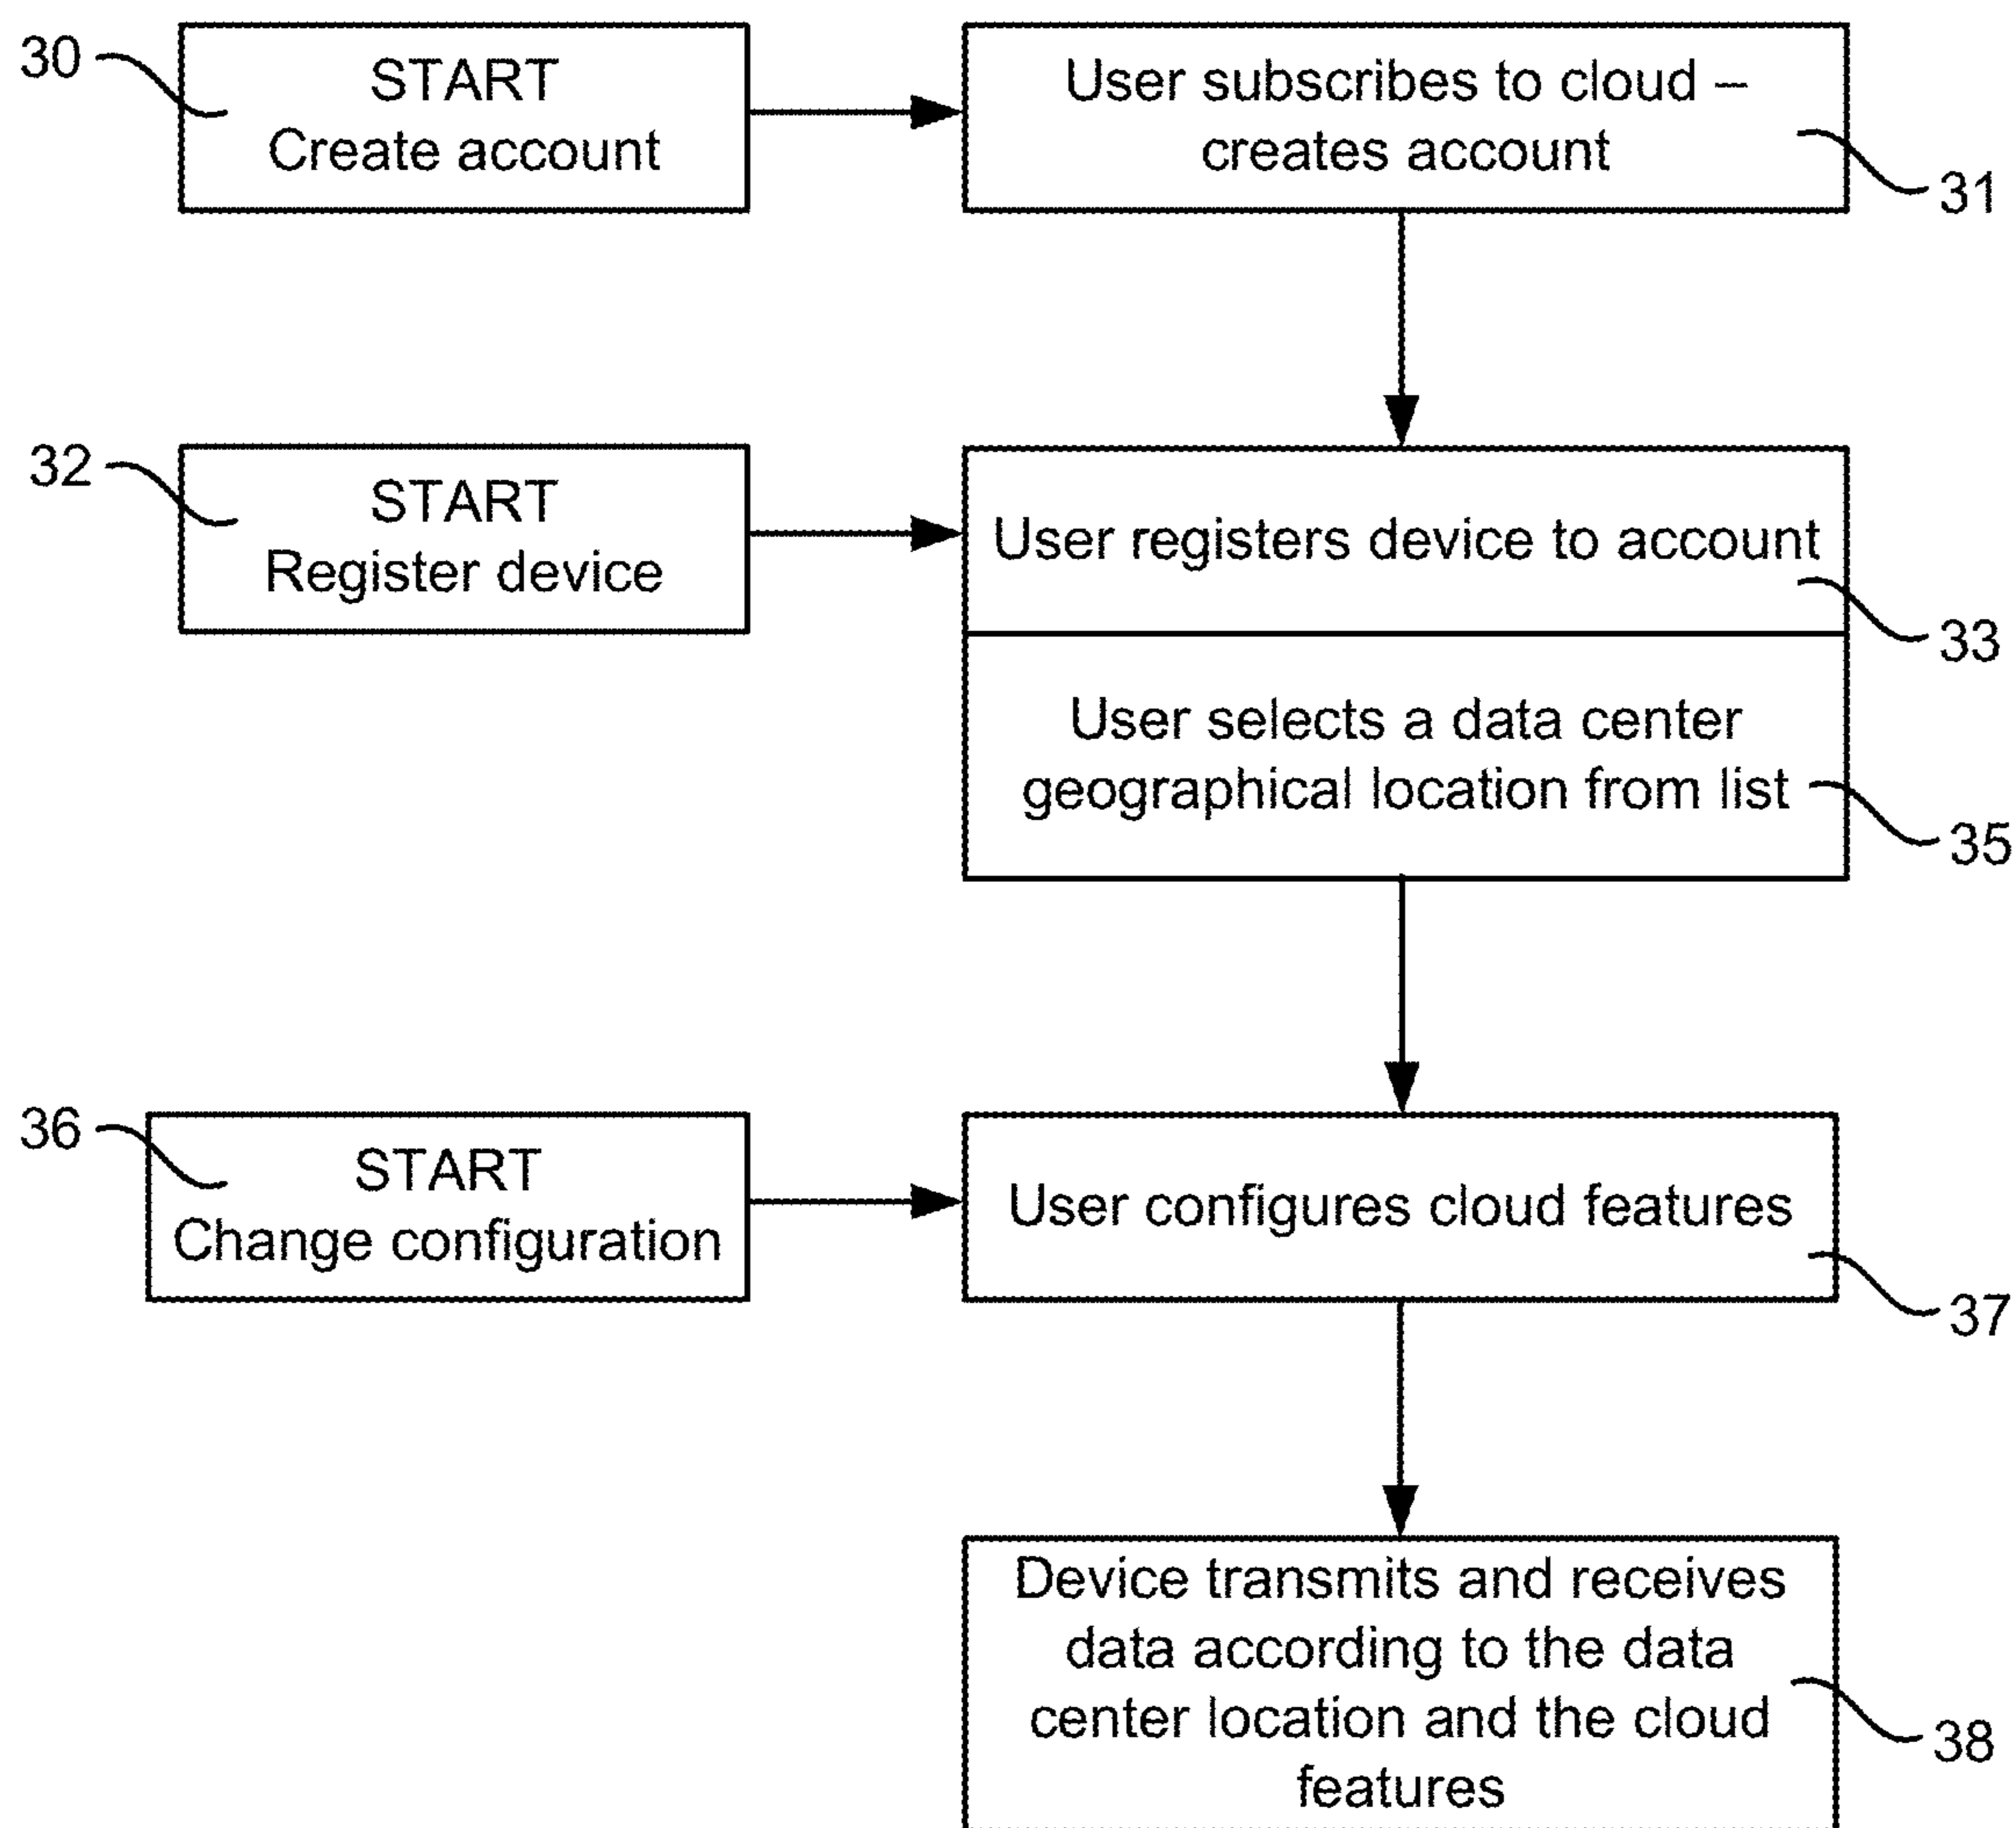 30
START
Create account
User subscribes to cloud –
creates account
31
32
START
Register device
User registers device to account
33
User selects a data center
geographical location from list
35
36
START
Change configuration
User configures cloud features
37
Device transmits and receives
data according to the data
center location and the cloud
features
38